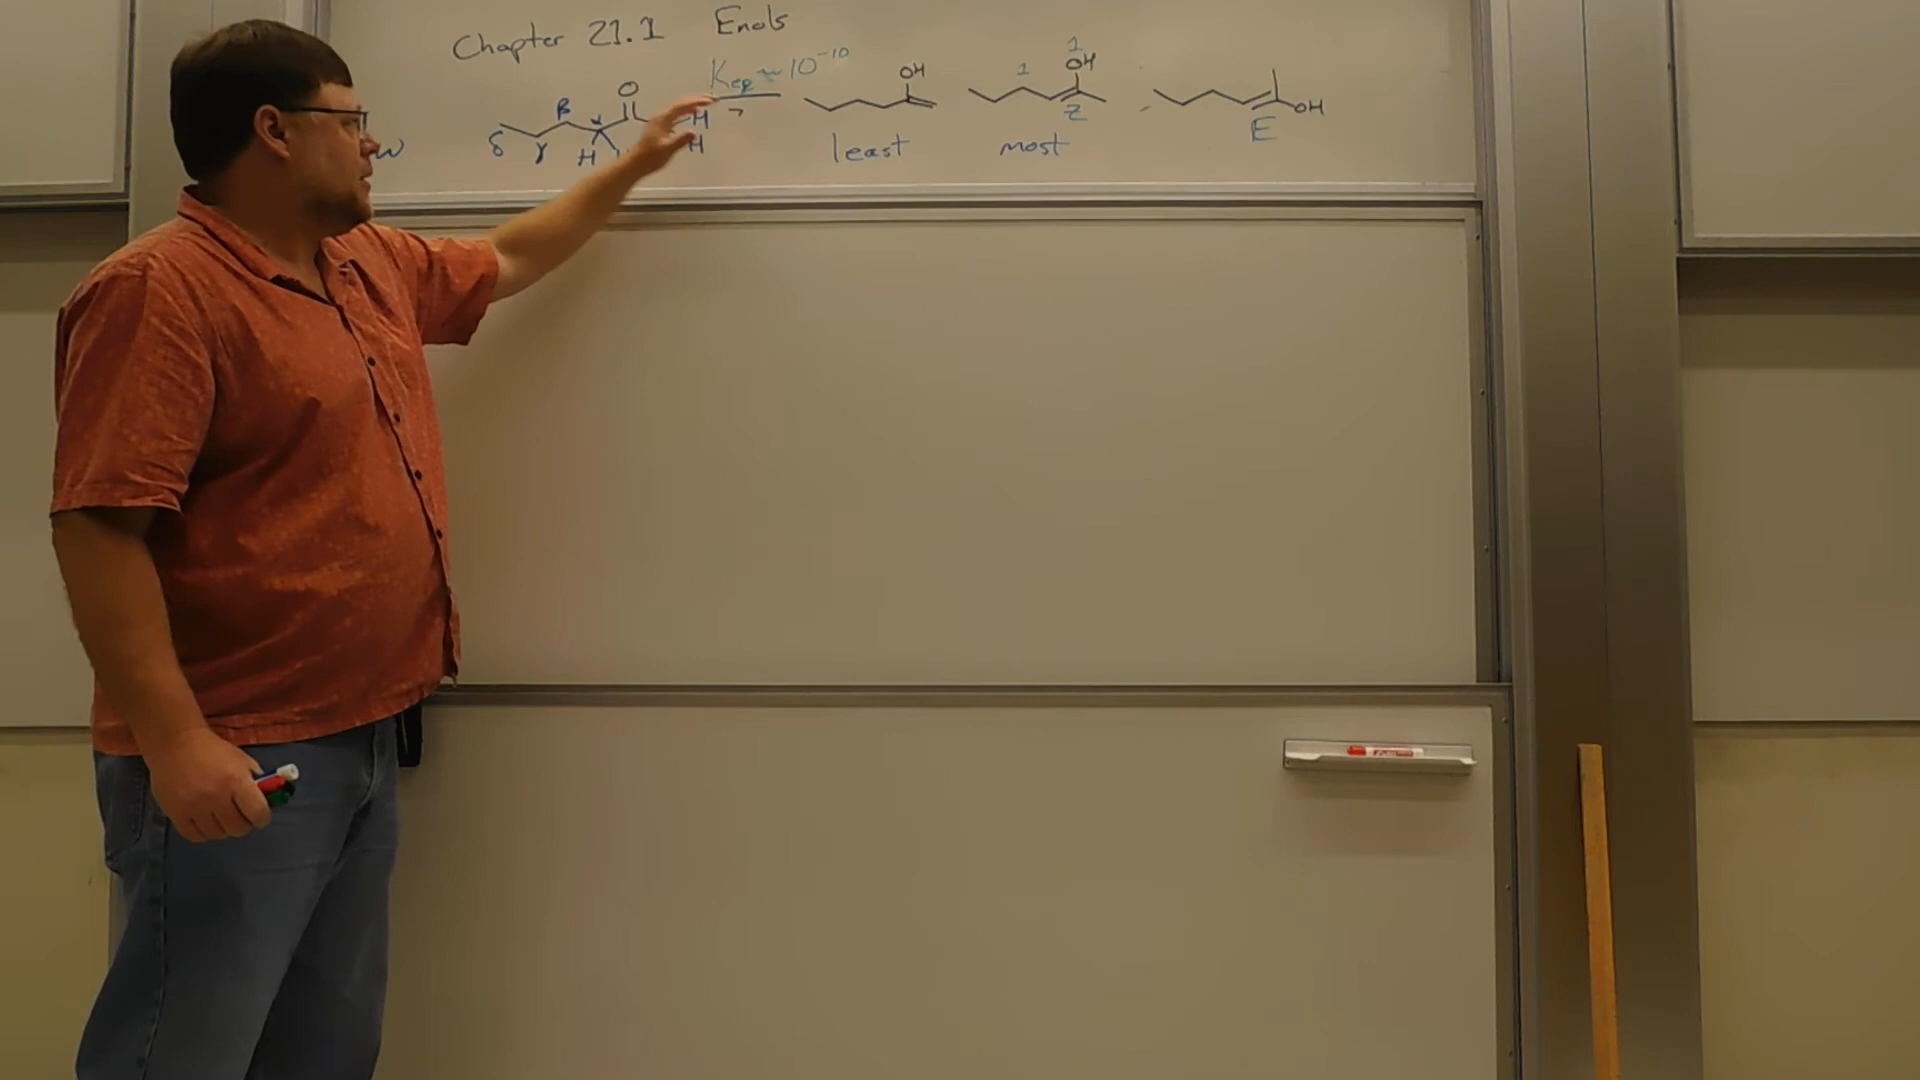 Chapter 21.1 Enols
Keq ~ 10⁻¹⁰
O
OH
1
1
OH
OH
β
α
H
H
δ
γ
H
ω
Z
E
least
most